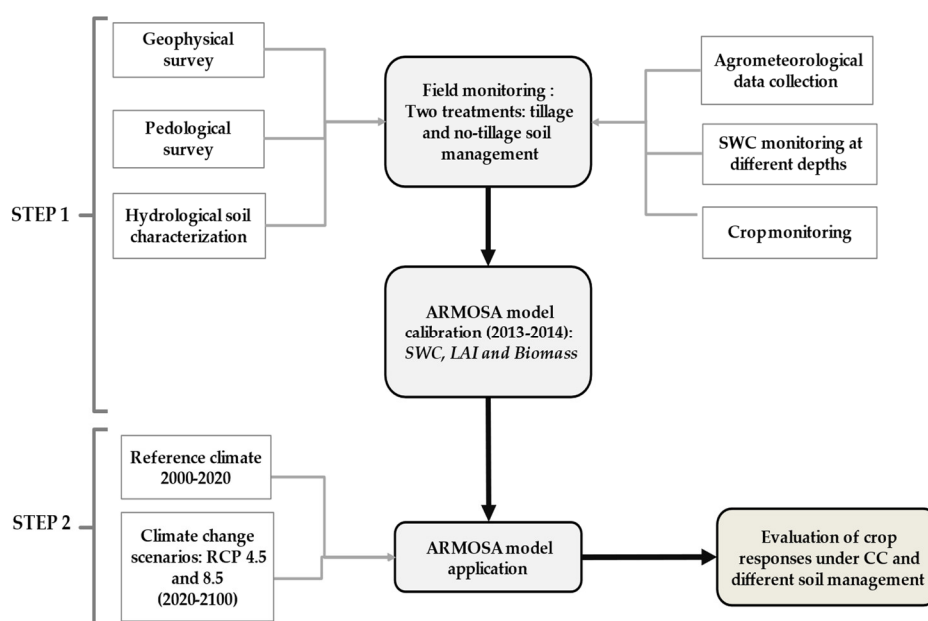 STEP 1
Geophysical
survey
Pedological
survey
Hydrological soil
characterization
Field monitoring :
Two treatments: tillage
and no-tillage soil
management
Agrometeorological
data collection
SWC monitoring at
different depths
Crop monitoring
ARMOSA model
calibration (2013-2014):
SWC, LAI and Biomass
STEP 2
Reference climate
2000-2020
Climate change
scenarios: RCP 4.5
and 8.5
(2020-2100)
ARMOSA model
application
Evaluation of crop
responses under CC and
different soil management